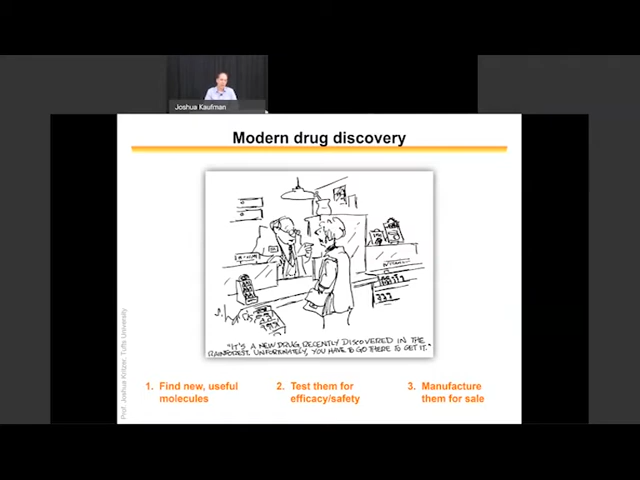 Joshua Kaufman
Modern drug discovery
"IT'S A NEW DRUG, RECENTLY DISCOVERED IN THE
RAINFOREST. UNFORTUNATELY, YOU HAVE TO GO THERE TO GET IT."
1. Find new, useful
molecules
2. Test them for
efficacy/safety
3. Manufacture
them for sale
Prof. Joshua Kritzer, Tufts University